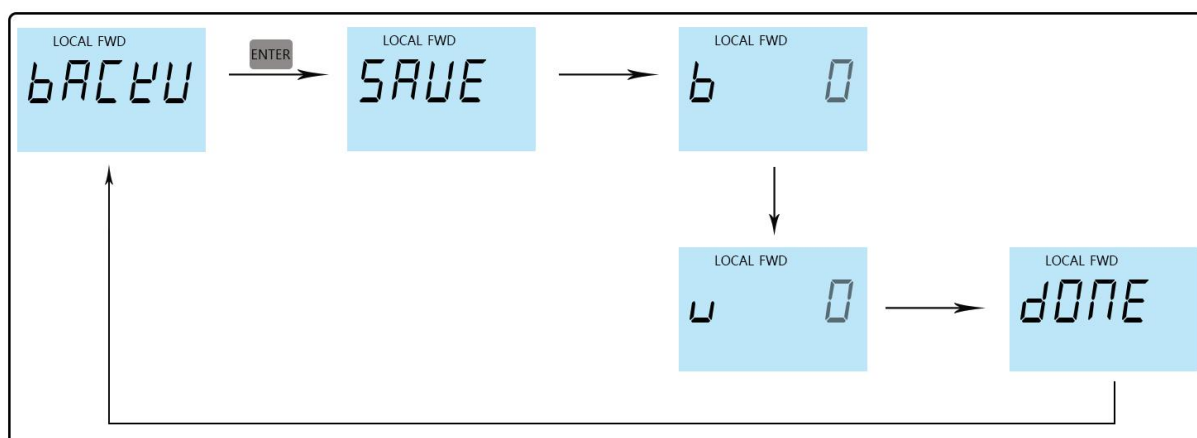 LOCAL FWD
bACKU
ENTER
LOCAL FWD
SAVE
LOCAL FWD
b 0
LOCAL FWD
u 0
LOCAL FWD
dONE